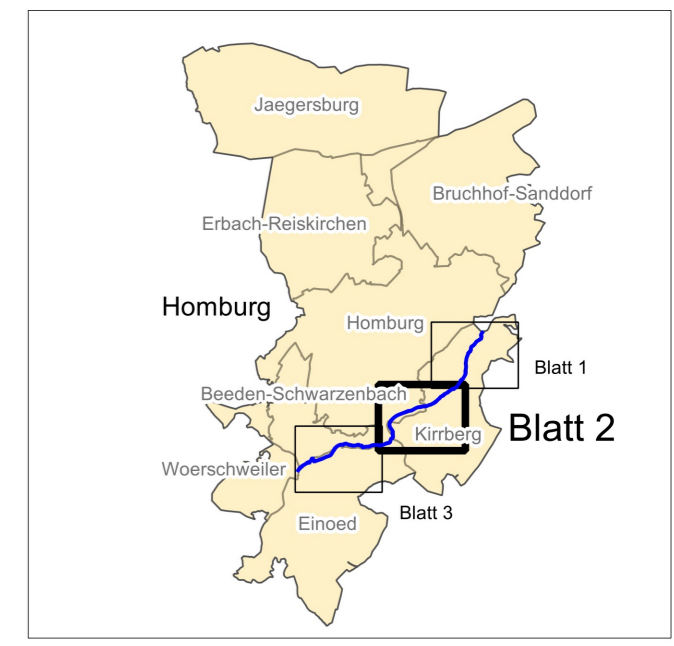 Jaegersburg
Bruchhof-Sanddorf
Erbach-Reiskirchen
Homburg
Homburg
Blatt 1
Beeden-Schwarzenbach
Blatt 2
Kirrberg
Woerschweiler
Blatt 3
Einoed